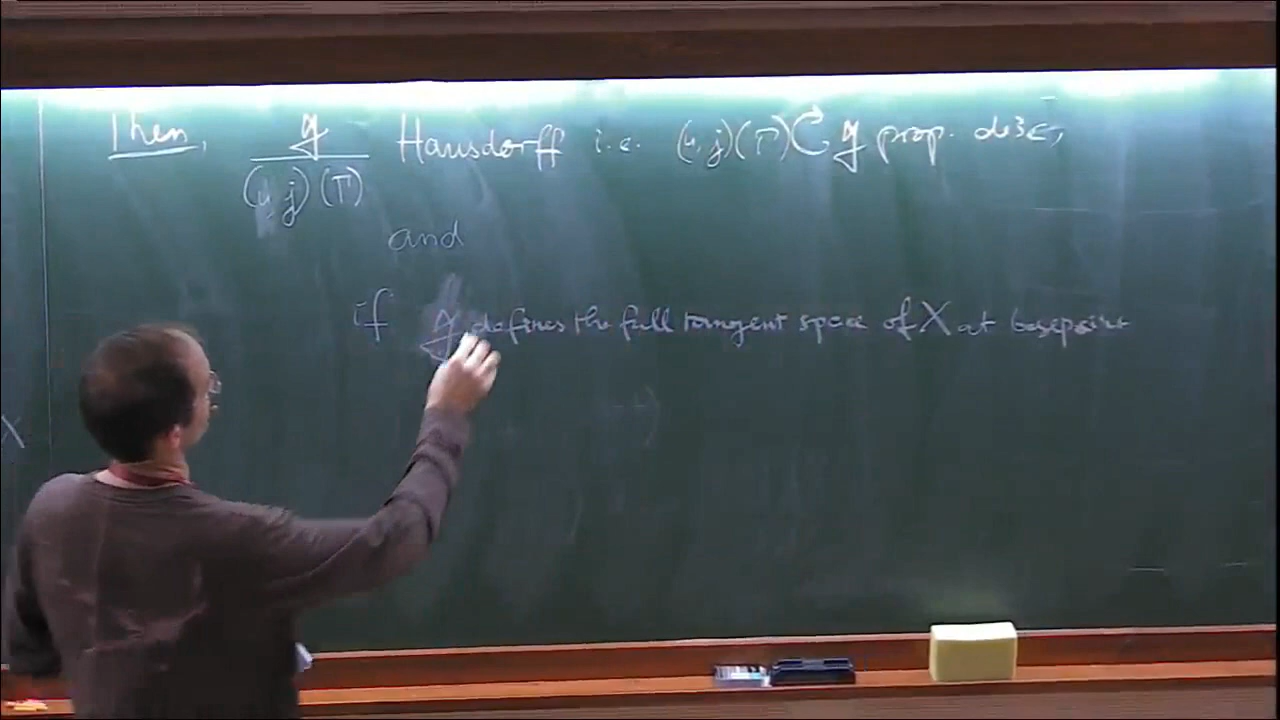 Then, 𝔤 / (u, j)(Γ) Hausdorff i.e. (u, j)(Γ) ↻ 𝔤 prop. disc,
and
if 𝔤 defines the full tangent space of X at basepoint
X